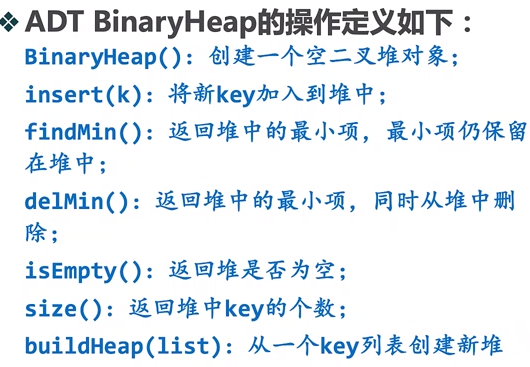 ❖ADT BinaryHeap的操作定义如下：
BinaryHeap(): 创建一个空二叉堆对象;
insert(k): 将新key加入到堆中;
findMin(): 返回堆中的最小项，最小项仍保留
在堆中;
delMin(): 返回堆中的最小项，同时从堆中删
除;
isEmpty(): 返回堆是否为空;
size(): 返回堆中key的个数;
buildHeap(list): 从一个key列表创建新堆